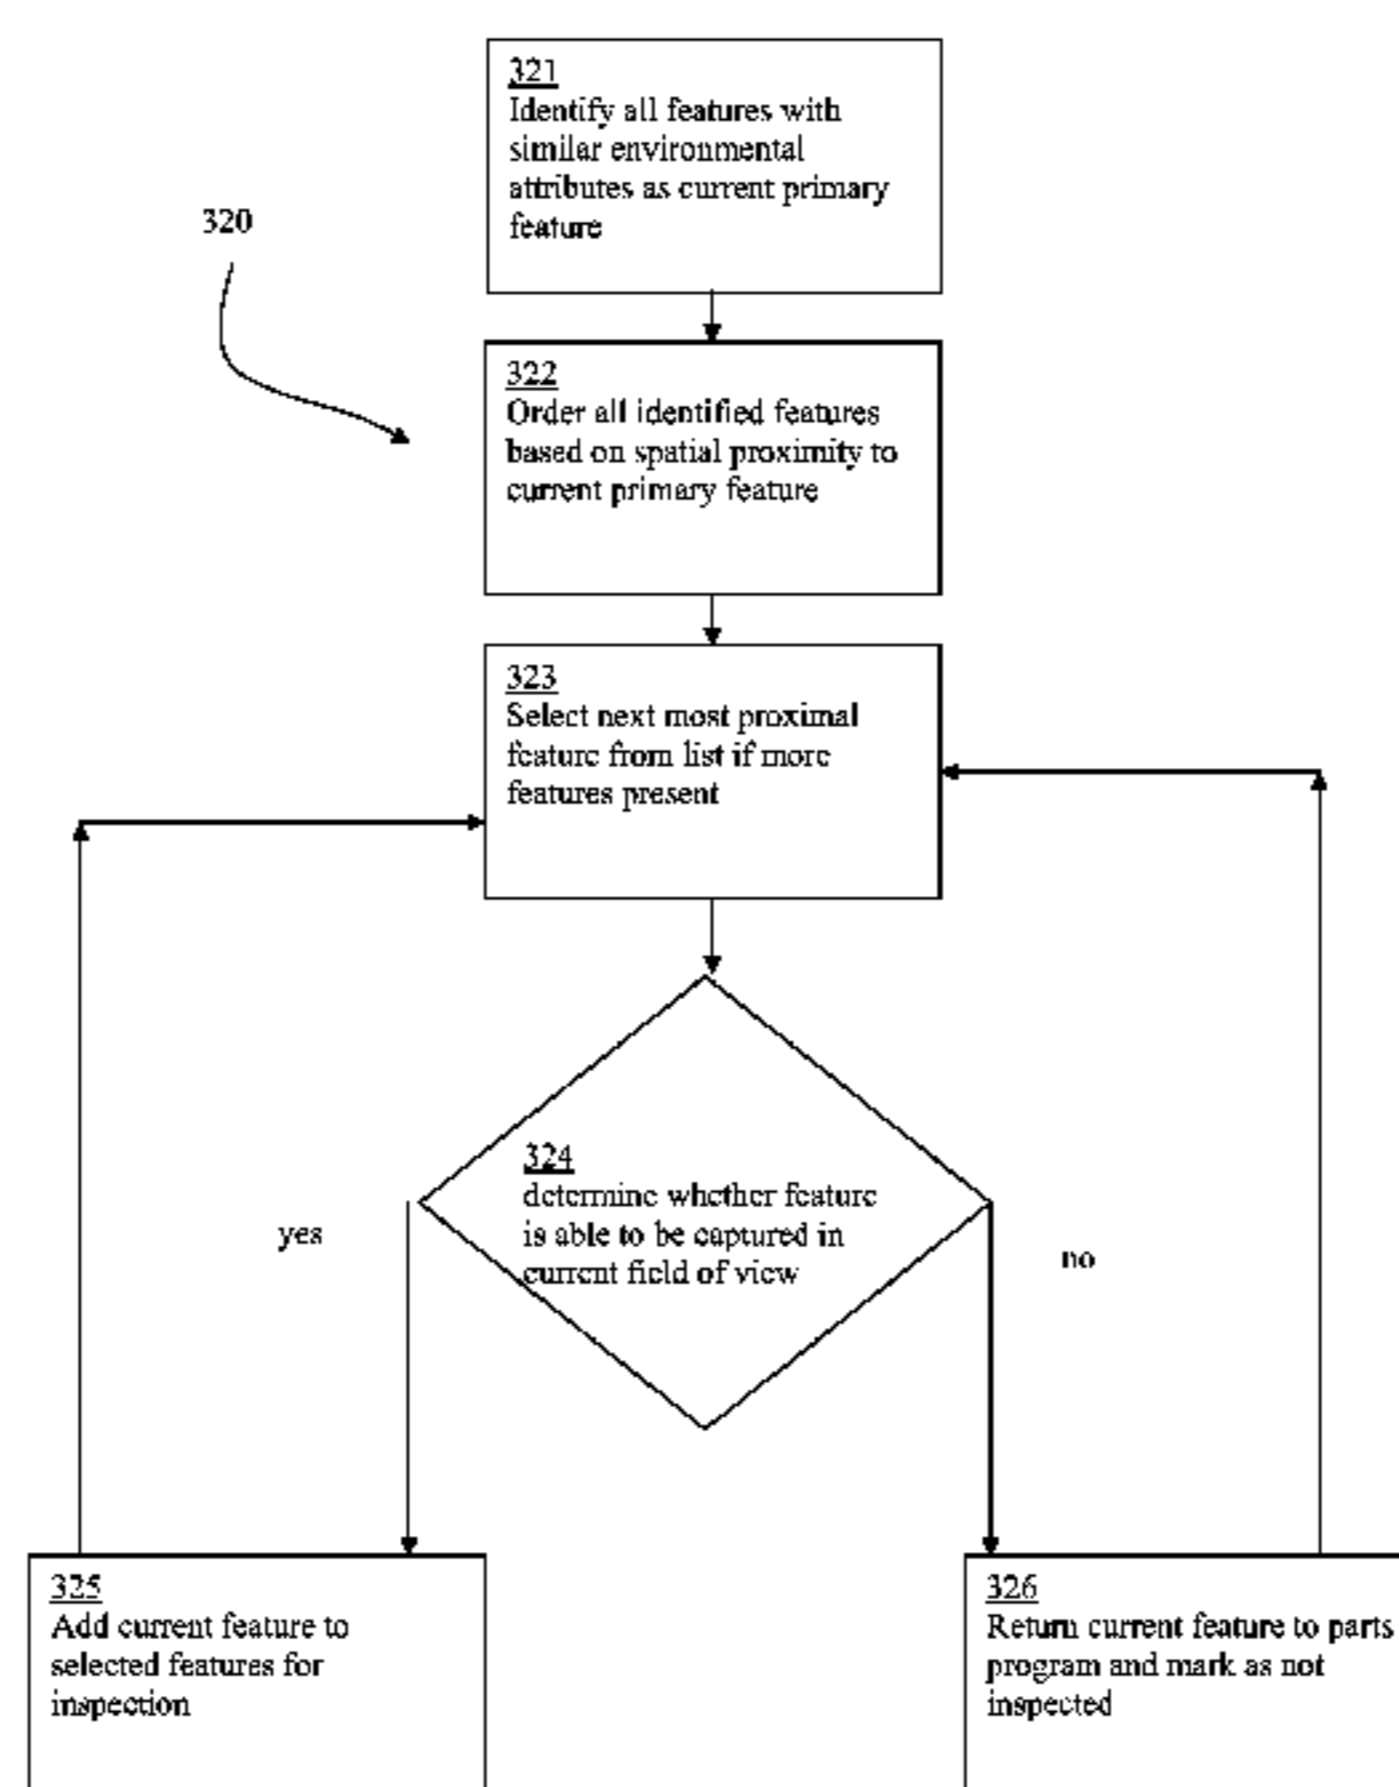 321
Identify all features with
similar environmental
attributes as current primary
feature
320
322
Order all identified features
based on spatial proximity to
current primary feature
323
Select next most proximal
feature from list if more
features present
324
determine whether feature
is able to be captured in
current field of view
yes
no
325
Add current feature to
selected features for
inspection
326
Return current feature to parts
program and mark as not
inspected